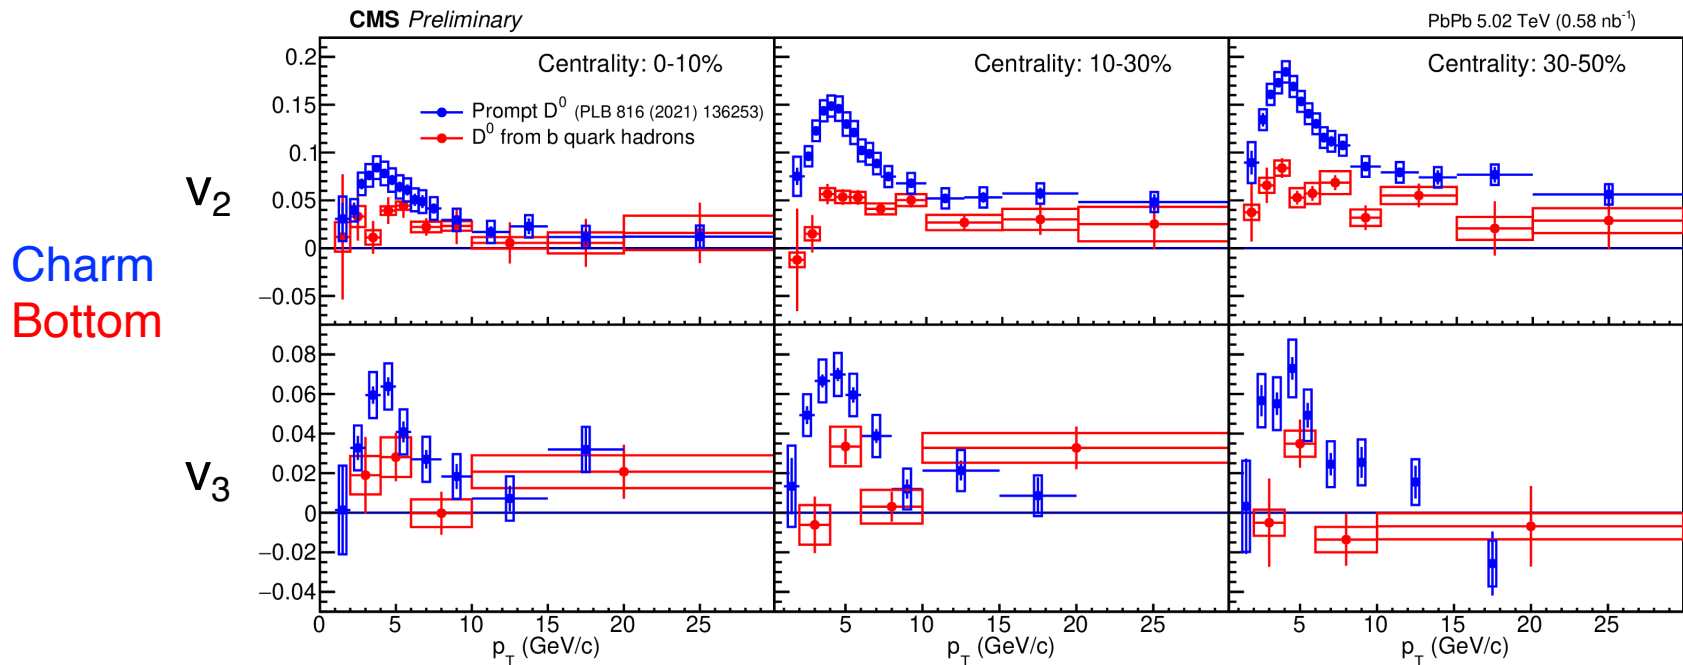 CMS Preliminary
PbPb 5.02 TeV (0.58 nb⁻¹)
Centrality: 0-10%
Centrality: 10-30%
Centrality: 30-50%
Prompt D⁰ (PLB 816 (2021) 136253)
D⁰ from b quark hadrons
0.2
0.15
0.1
0.05
0
−0.05
v₂
Charm
Bottom
0.08
0.06
0.04
0.02
0
−0.02
−0.04
v₃
0 5 10 15 20 25
5 10 15 20 25
5 10 15 20 25
p_T (GeV/c)
p_T (GeV/c)
p_T (GeV/c)